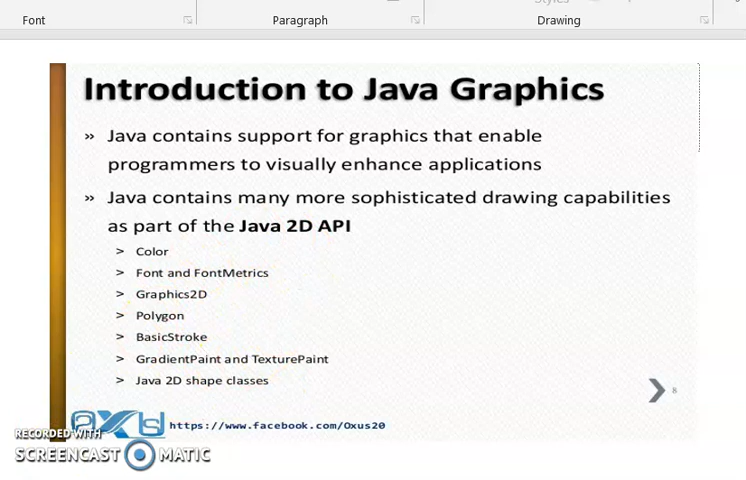 Font Paragraph Drawing
Introduction to Java Graphics
» Java contains support for graphics that enable
programmers to visually enhance applications
» Java contains many more sophisticated drawing capabilities
as part of the Java 2D API
> Color
> Font and FontMetrics
> Graphics2D
> Polygon
> BasicStroke
> GradientPaint and TexturePaint
> Java 2D shape classes
8
https://www.facebook.com/Oxus20
RECORDED WITH
SCREENCAST MATIC